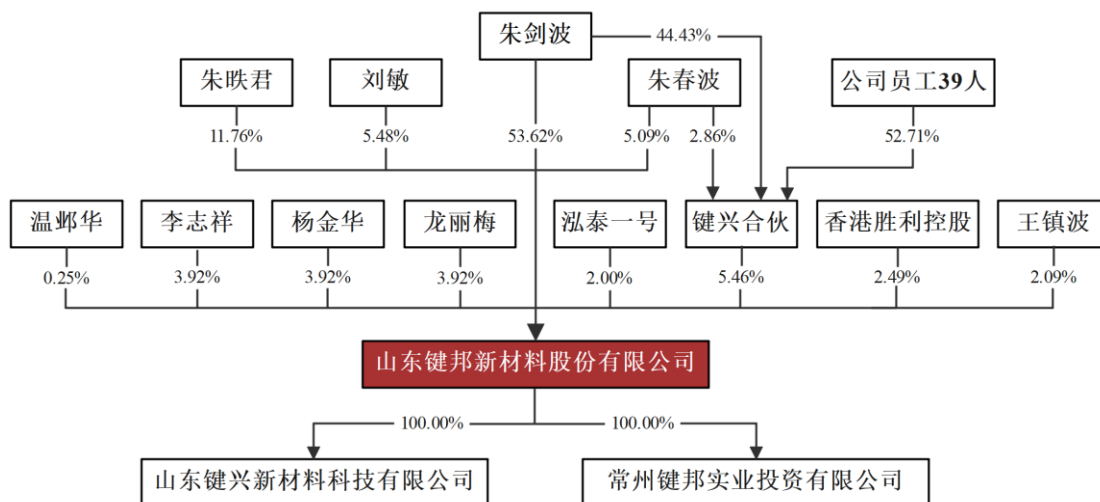 朱剑波
44.43%
朱昳君
刘敏
朱春波
公司员工39人
11.76%
5.48%
53.62%
5.09%
2.86%
52.71%
温邺华
李志祥
杨金华
龙丽梅
泓泰一号
键兴合伙
香港胜利控股
王镇波
0.25%
3.92%
3.92%
3.92%
2.00%
5.46%
2.49%
2.09%
山东键邦新材料股份有限公司
100.00%
100.00%
山东键兴新材料科技有限公司
常州键邦实业投资有限公司